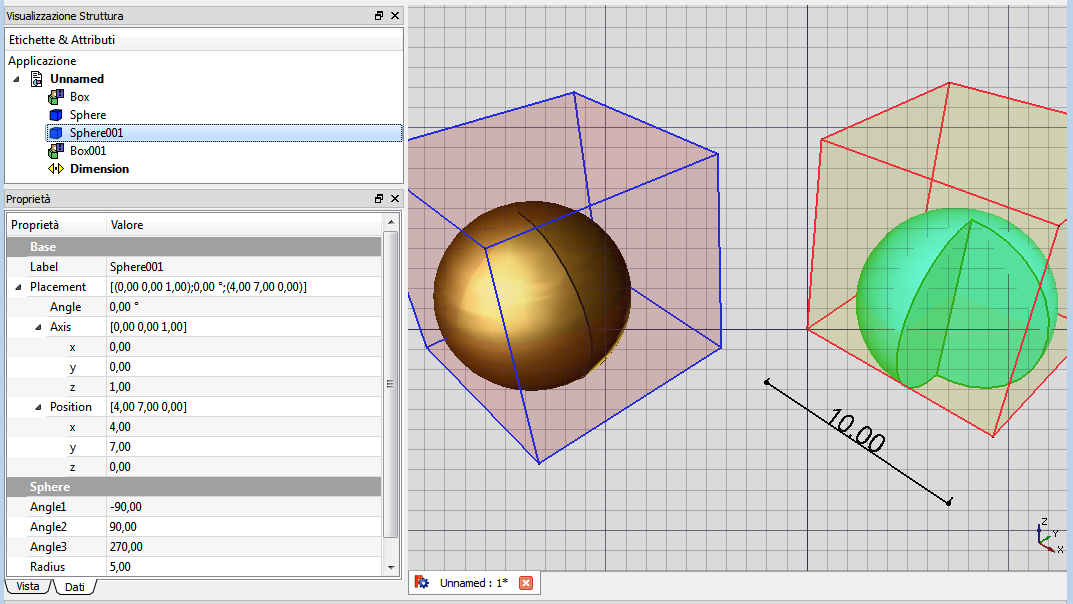 Visualizzazione Struttura
Etichette & Attributi
Applicazione
Unnamed
Box
Sphere
Sphere001
Box001
Dimension
Proprietà
Proprietà Valore
Base
Label Sphere001
Placement [(0,00 0,00 1,00);0,00 °;(4,00 7,00 0,00)]
Angle 0,00 °
Axis [0,00 0,00 1,00]
x 0,00
y 0,00
z 1,00
Position [4,00 7,00 0,00]
x 4,00
y 7,00
z 0,00
Sphere
Angle1 -90,00
Angle2 90,00
Angle3 270,00
Radius 5,00
Vista Dati
10,00
Z
Y
X
Unnamed : 1*